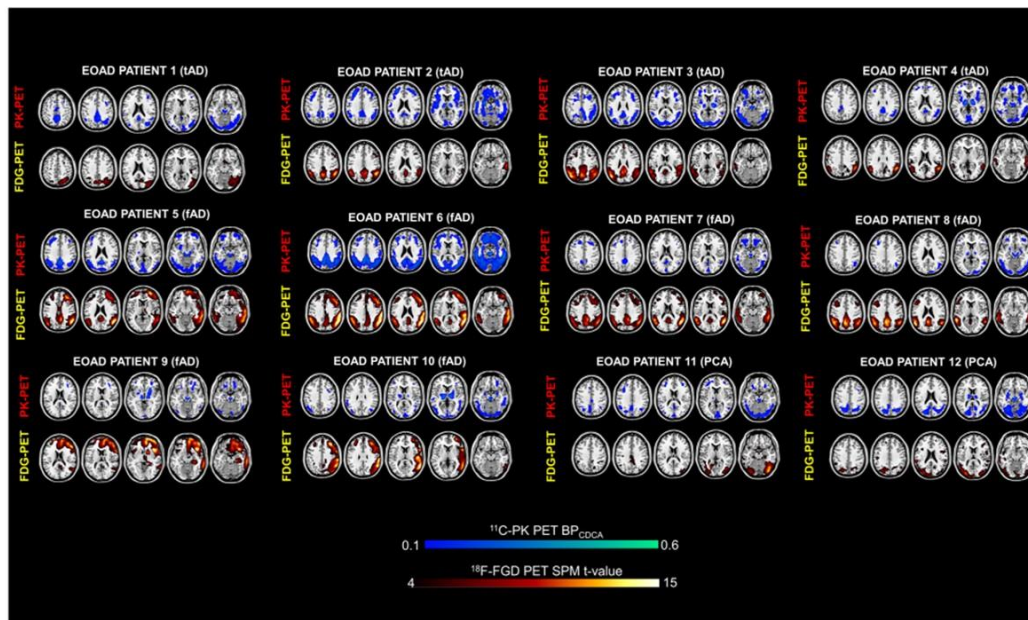 EOAD PATIENT 1 (tAD)
PK-PET
FDG-PET
EOAD PATIENT 2 (tAD)
PK-PET
FDG-PET
EOAD PATIENT 3 (tAD)
PK-PET
FDG-PET
EOAD PATIENT 4 (tAD)
PK-PET
FDG-PET
EOAD PATIENT 5 (fAD)
PK-PET
FDG-PET
EOAD PATIENT 6 (fAD)
PK-PET
FDG-PET
EOAD PATIENT 7 (fAD)
PK-PET
FDG-PET
EOAD PATIENT 8 (fAD)
PK-PET
FDG-PET
EOAD PATIENT 9 (fAD)
PK-PET
FDG-PET
EOAD PATIENT 10 (fAD)
PK-PET
FDG-PET
EOAD PATIENT 11 (PCA)
PK-PET
FDG-PET
EOAD PATIENT 12 (PCA)
PK-PET
FDG-PET
¹¹C-PK PET BP_CDCA
0.1 0.6
¹⁸F-FGD PET SPM t-value
4 15